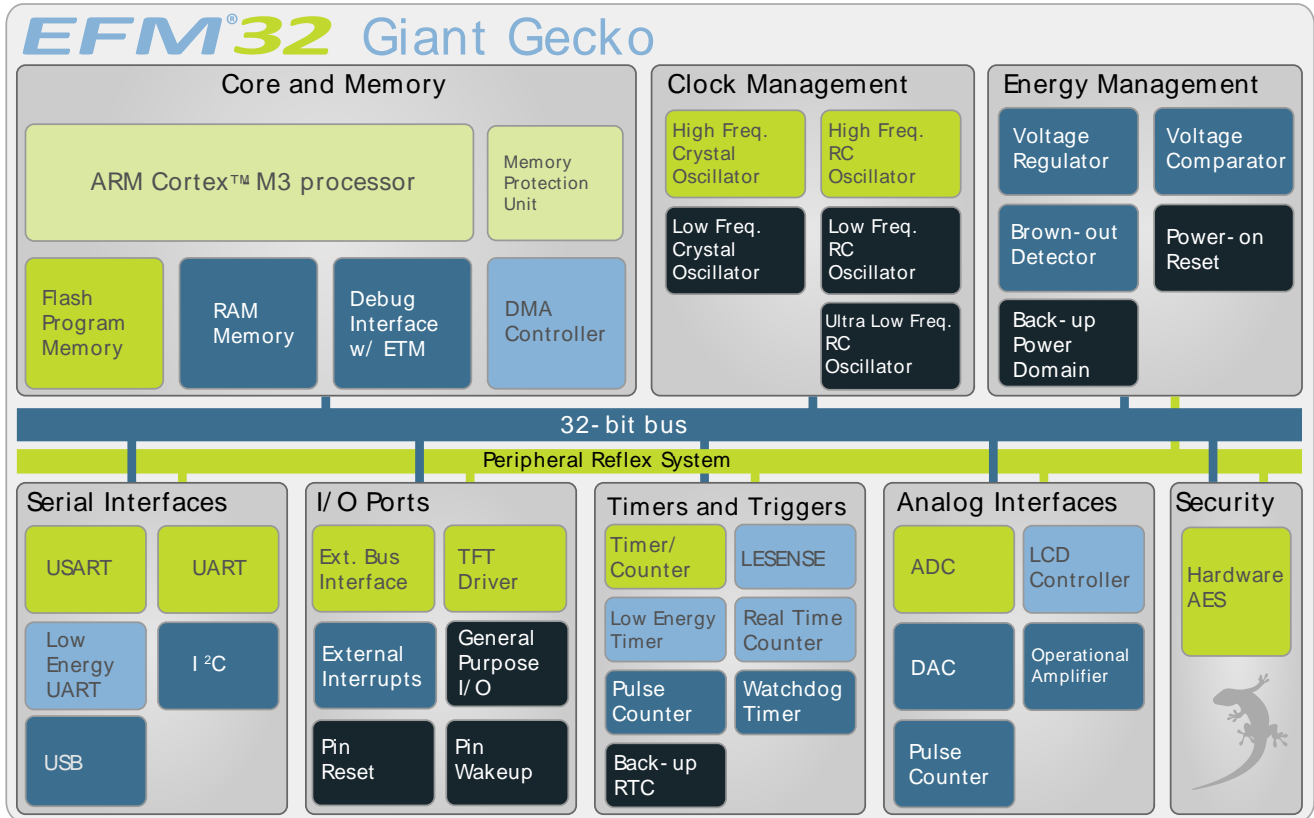 EFM®32 Giant Gecko
Core and Memory
ARM Cortex™ M3 processor
Memory
Protection
Unit
Flash
Program
Memory
RAM
Memory
Debug
Interface
w/ ETM
DMA
Controller
Clock Management
High Freq.
Crystal
Oscillator
High Freq.
RC
Oscillator
Low Freq.
Crystal
Oscillator
Low Freq.
RC
Oscillator
Ultra Low Freq.
RC
Oscillator
Energy Management
Voltage
Regulator
Voltage
Comparator
Brown-out
Detector
Power-on
Reset
Back-up
Power
Domain
32-bit bus
Peripheral Reflex System
Serial Interfaces
USART
UART
Low
Energy
UART
I²C
USB
I/O Ports
Ext. Bus
Interface
TFT
Driver
External
Interrupts
General
Purpose
I/O
Pin
Reset
Pin
Wakeup
Timers and Triggers
Timer/
Counter
LESENSE
Low Energy
Timer
Real Time
Counter
Pulse
Counter
Watchdog
Timer
Back-up
RTC
Analog Interfaces
ADC
LCD
Controller
DAC
Operational
Amplifier
Pulse
Counter
Security
Hardware
AES